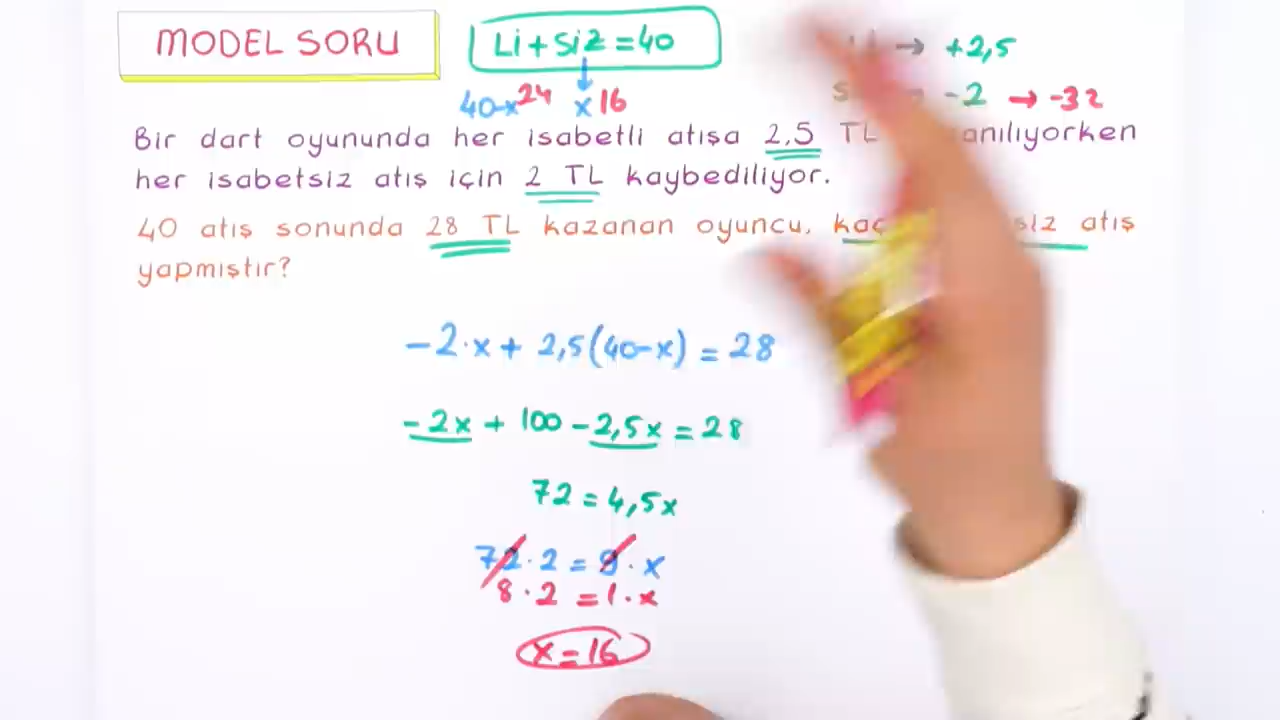 MODEL SORU
Li + Siz = 40
→ +2,5
40-x 24 x 16
-2 → -32
Bir dart oyununda her isabetli atışa 2,5 TL
her isabetsiz atış için 2 TL kaybediliyor.
40 atış sonunda 28 TL kazanan oyuncu, atış
yapmıştır?
-2·x + 2,5(40-x) = 28
-2x + 100 - 2,5x = 28
72 = 4,5x
72·2 = 9·x
8·2 = 1·x
x = 16